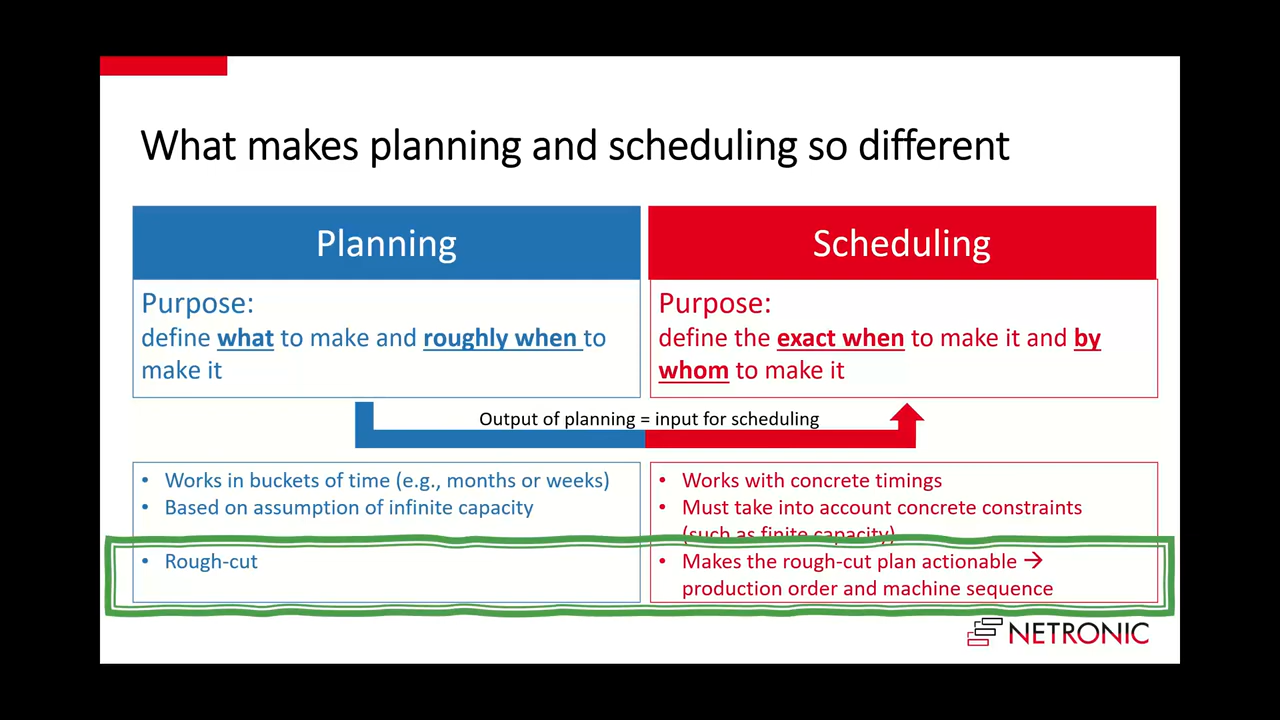 What makes planning and scheduling so different
Planning
Purpose:
define what to make and roughly when to
make it
Scheduling
Purpose:
define the exact when to make it and by
whom to make it
Output of planning = input for scheduling
• Works in buckets of time (e.g., months or weeks)
• Based on assumption of infinite capacity
• Rough-cut
• Works with concrete timings
• Must take into account concrete constraints
(such as finite capacity)
• Makes the rough-cut plan actionable →
production order and machine sequence
NETRONIC